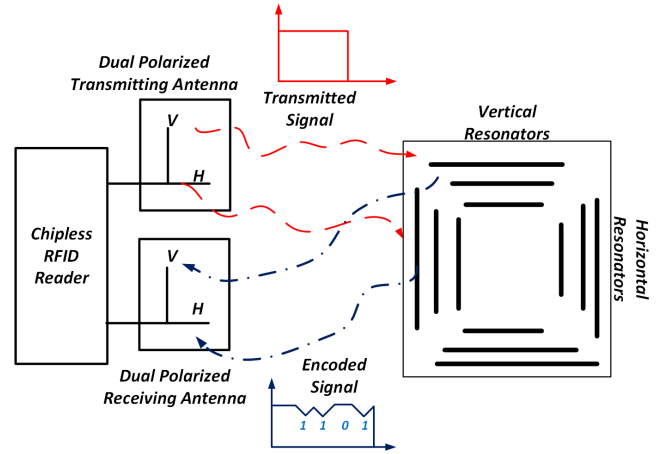 Dual Polarized
Transmitting Antenna
V
H
Transmitted
Signal
Vertical
Resonators
Chipless
RFID
Reader
V
H
Horizontal
Resonators
Dual Polarized
Receiving Antenna
Encoded
Signal
1 1 0 1